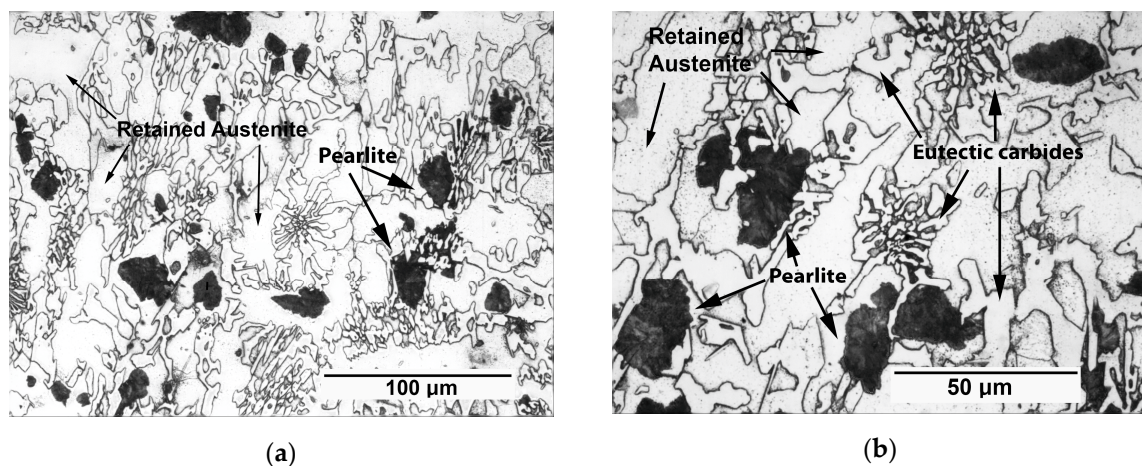 Retained Austenite
Pearlite
100 μm
(a)
Retained
Austenite
Eutectic carbides
Pearlite
50 μm
(b)